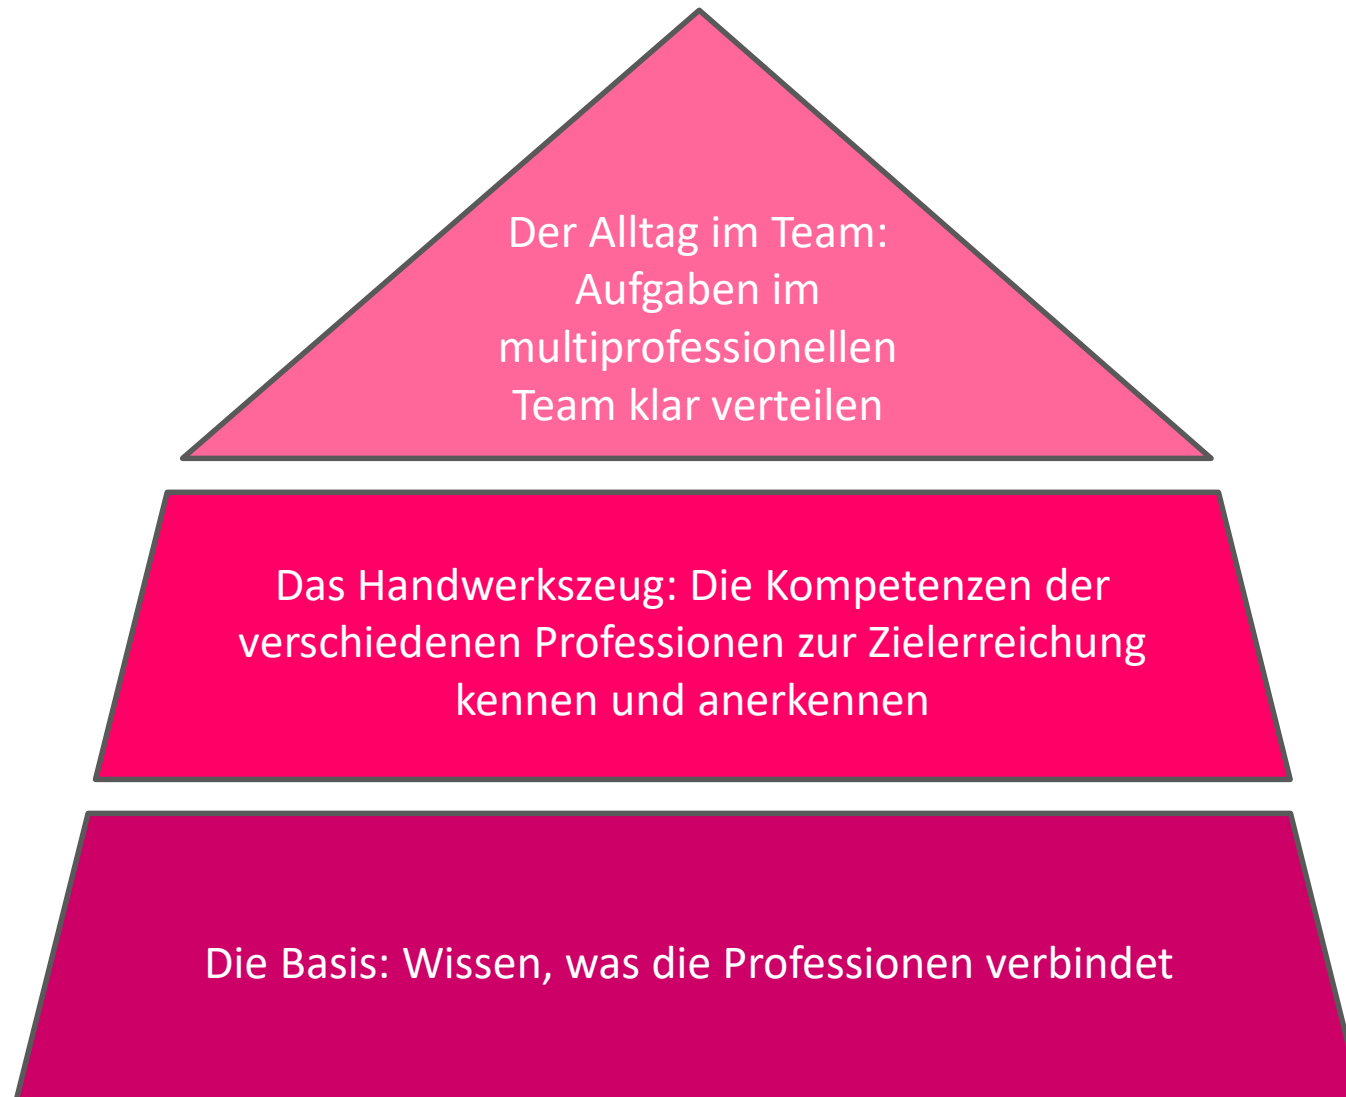 Der Alltag im Team:
Aufgaben im
multiprofessionellen
Team klar verteilen
Das Handwerkszeug: Die Kompetenzen der
verschiedenen Professionen zur Zielerreichung
kennen und anerkennen
Die Basis: Wissen, was die Professionen verbindet